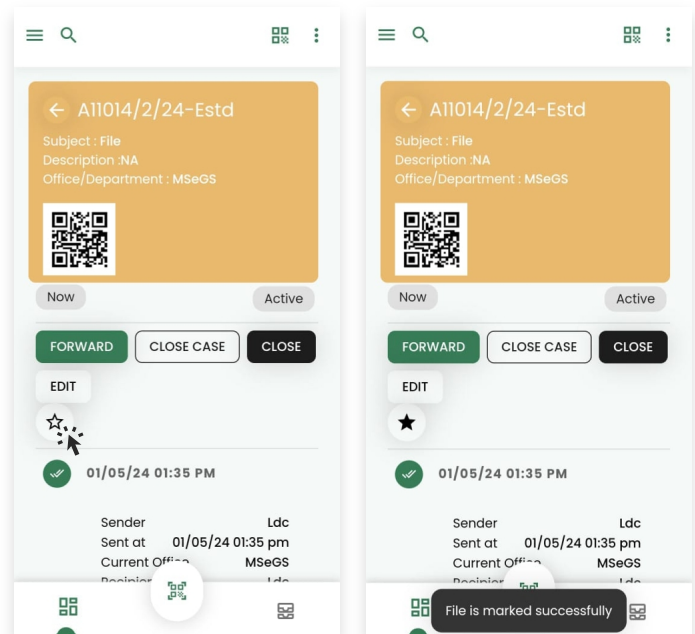 A11014/2/24-Estd
Subject : File
Description :NA
Office/Department : MSeGS
Now
Active
FORWARD
CLOSE CASE
CLOSE
EDIT
01/05/24 01:35 PM
Sender
Ldc
Sent at
01/05/24 01:35 pm
Current Office
MSeGS
A11014/2/24-Estd
Subject : File
Description :NA
Office/Department : MSeGS
Now
Active
FORWARD
CLOSE CASE
CLOSE
EDIT
01/05/24 01:35 PM
Sender
Ldc
Sent at
01/05/24 01:35 pm
Current Office
MSeGS
File is marked successfully